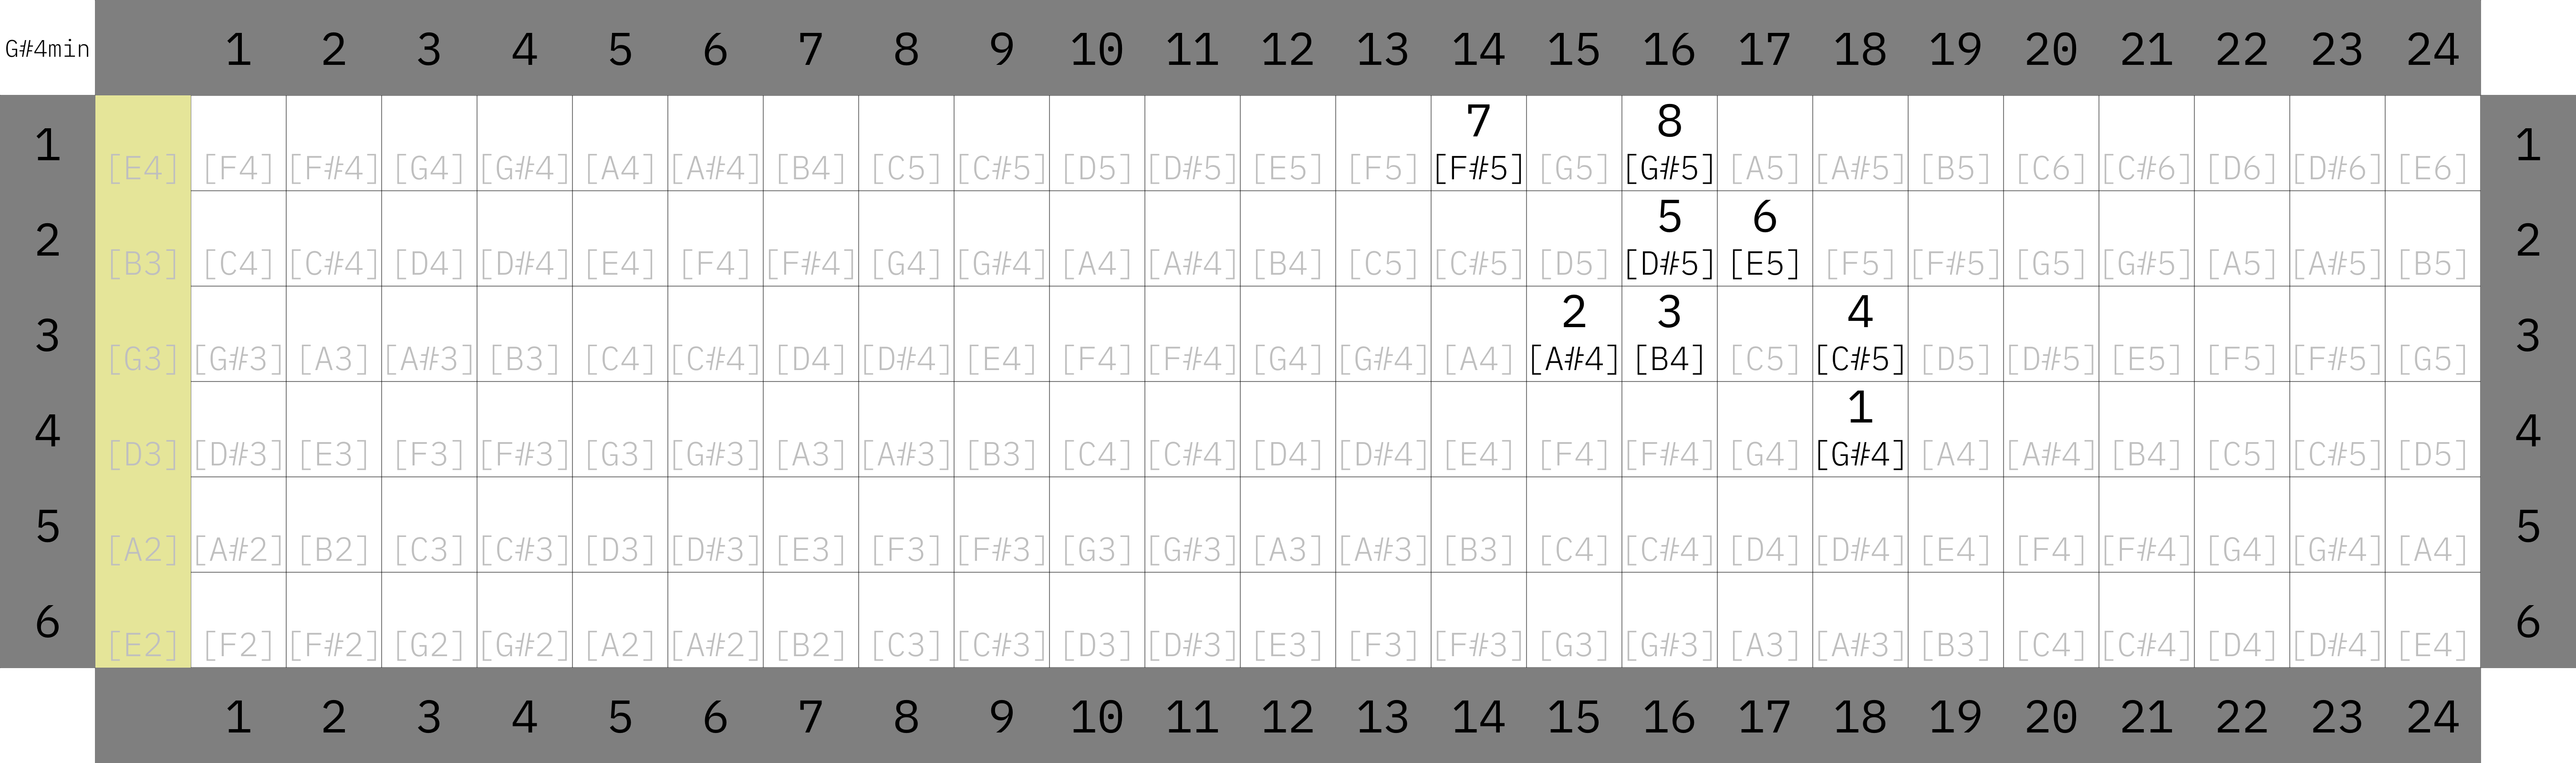 G#4min 1 2 3 4 5 6 7 8 9 10 11 12 13 14 15 16 17 18 19 20 21 22 23 24
7 8
1 [E4] [F4] [F#4] [G4] [G#4] [A4] [A#4] [B4] [C5] [C#5] [D5] [D#5] [E5] [F5] [F#5] [G5] [G#5] [A5] [A#5] [B5] [C6] [C#6] [D6] [D#6] [E6] 1
5 6
2 [B3] [C4] [C#4] [D4] [D#4] [E4] [F4] [F#4] [G4] [G#4] [A4] [A#4] [B4] [C5] [C#5] [D5] [D#5] [E5] [F5] [F#5] [G5] [G#5] [A5] [A#5] [B5] 2
2 3 4
3 [G3] [G#3] [A3] [A#3] [B3] [C4] [C#4] [D4] [D#4] [E4] [F4] [F#4] [G4] [G#4] [A4] [A#4] [B4] [C5] [C#5] [D5] [D#5] [E5] [F5] [F#5] [G5] 3
1
4 [D3] [D#3] [E3] [F3] [F#3] [G3] [G#3] [A3] [A#3] [B3] [C4] [C#4] [D4] [D#4] [E4] [F4] [F#4] [G4] [G#4] [A4] [A#4] [B4] [C5] [C#5] [D5] 4
5 [A2] [A#2] [B2] [C3] [C#3] [D3] [D#3] [E3] [F3] [F#3] [G3] [G#3] [A3] [A#3] [B3] [C4] [C#4] [D4] [D#4] [E4] [F4] [F#4] [G4] [G#4] [A4] 5
6 [E2] [F2] [F#2] [G2] [G#2] [A2] [A#2] [B2] [C3] [C#3] [D3] [D#3] [E3] [F3] [F#3] [G3] [G#3] [A3] [A#3] [B3] [C4] [C#4] [D4] [D#4] [E4] 6
1 2 3 4 5 6 7 8 9 10 11 12 13 14 15 16 17 18 19 20 21 22 23 24